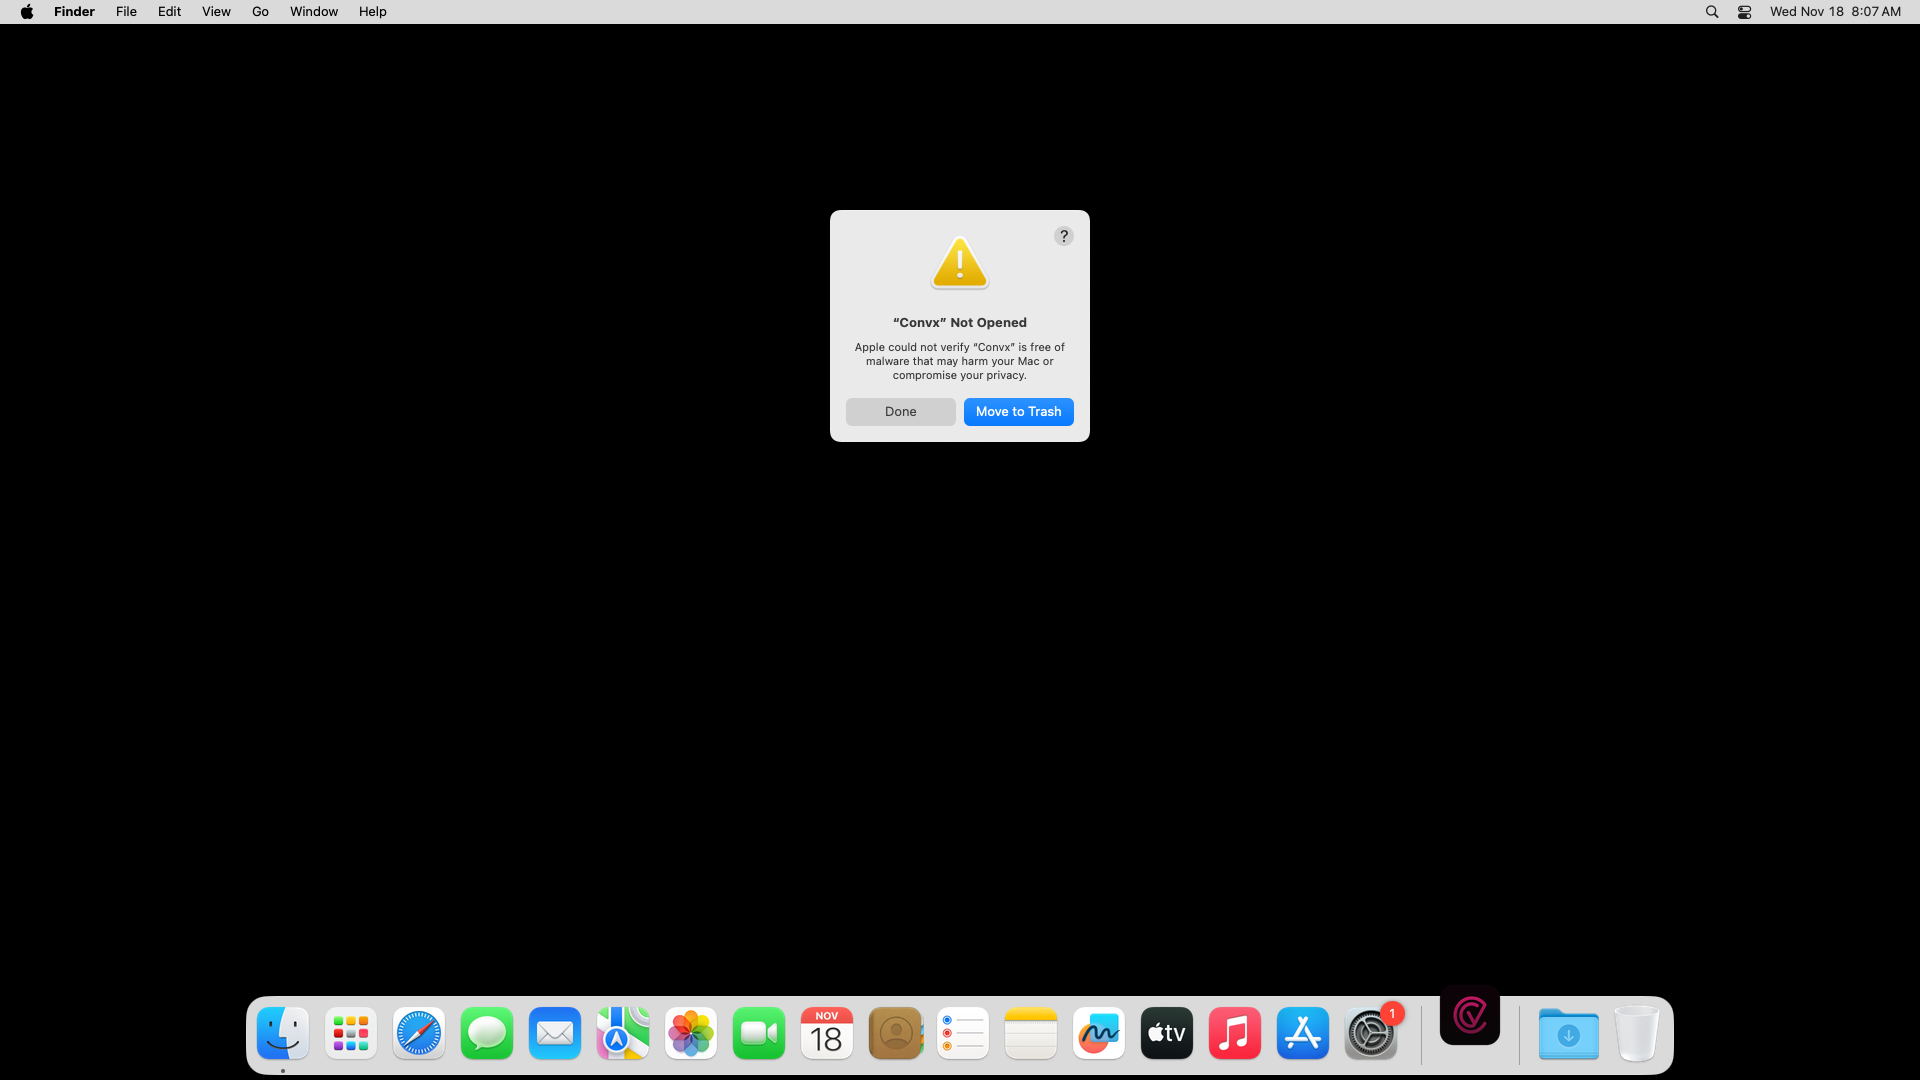 Finder File Edit View Go Window Help Wed Nov 18 8:07 AM
?
“Convx” Not Opened
Apple could not verify “Convx” is free of
malware that may harm your Mac or
compromise your privacy.
Done Move to Trash
NOV
18
tv
1